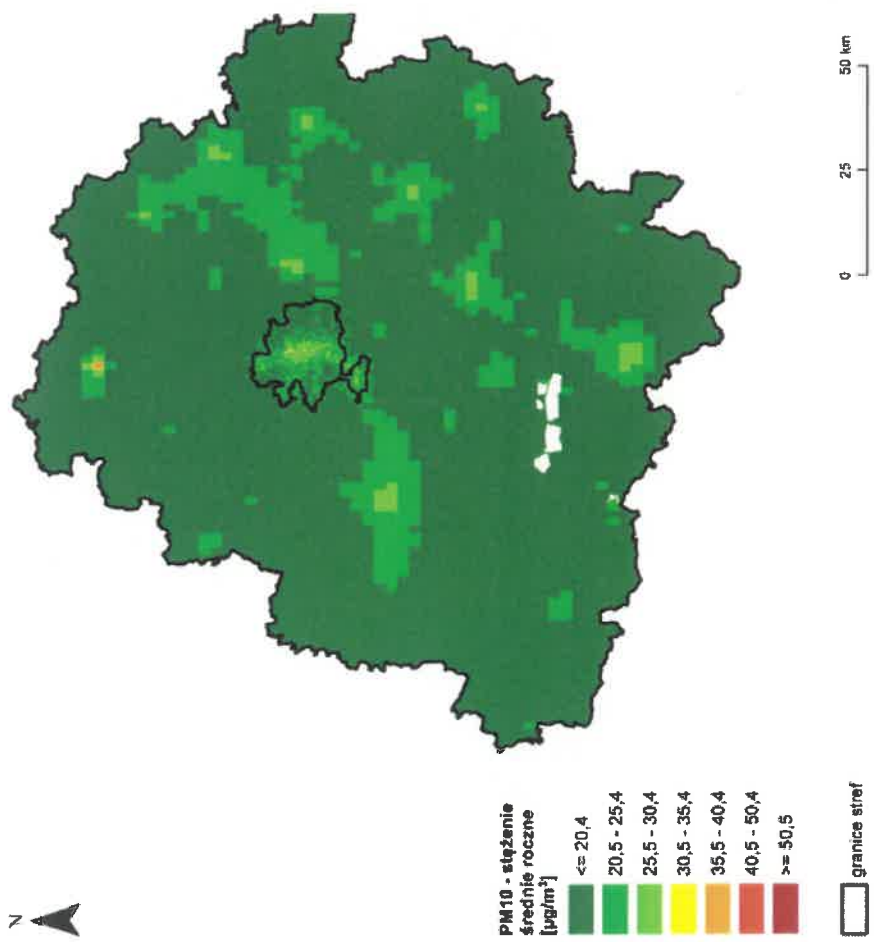 N
PM10 - stężenie
średnie roczne
[µg/m³]
<= 20,4
20,5 - 25,4
25,5 - 30,4
30,5 - 35,4
35,5 - 40,4
40,5 - 50,4
>= 50,5
granice stref
0 25 50 km